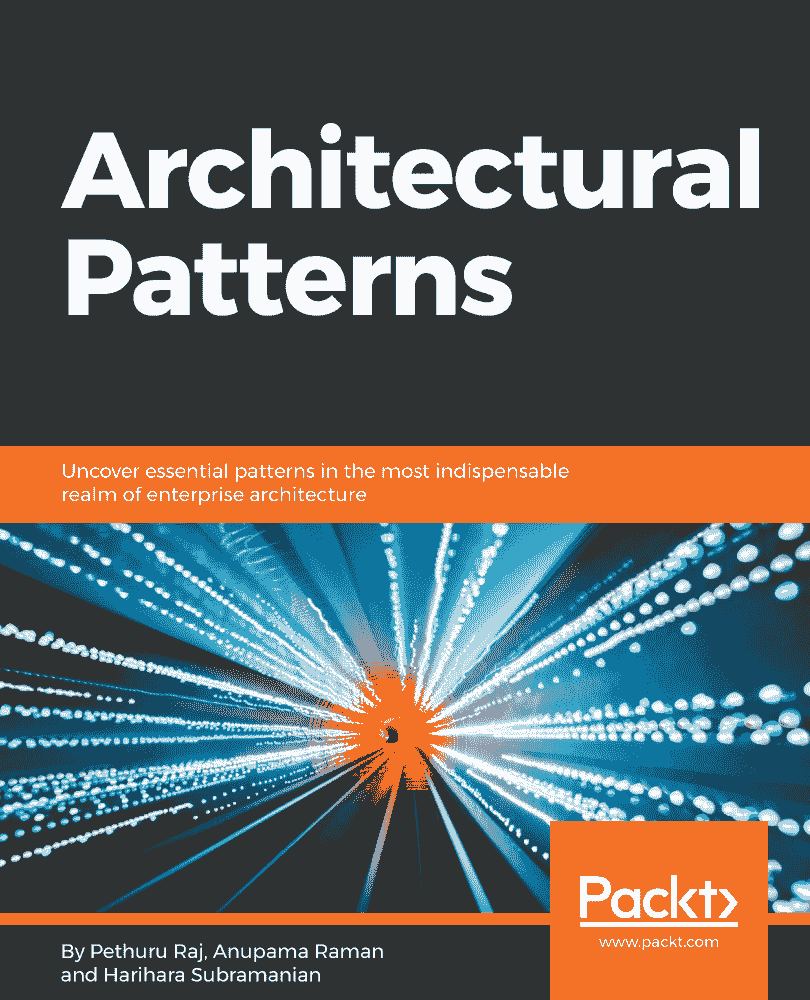 Architectural
Patterns
Uncover essential patterns in the most indispensable
realm of enterprise architecture
Packt>
www.packt.com
By Pethuru Raj, Anupama Raman
and Harihara Subramanian